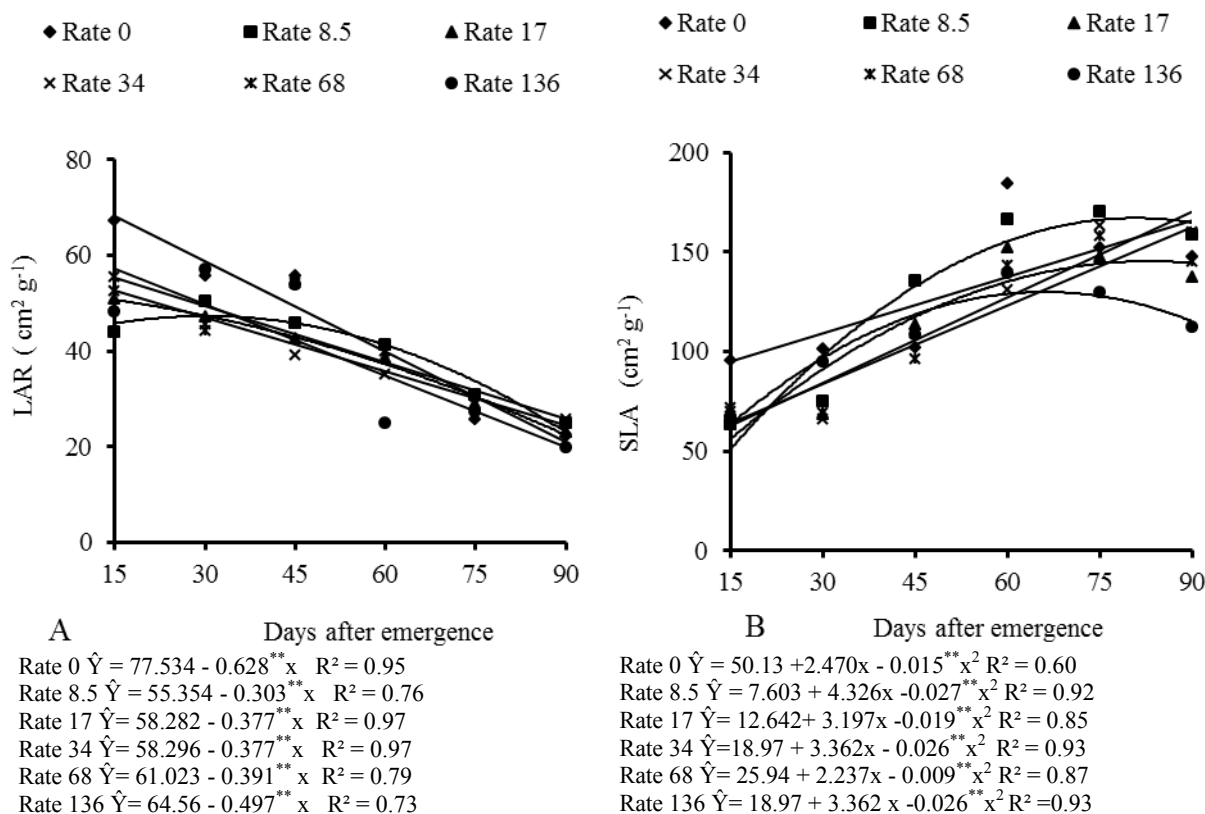 Rate 0 Rate 8.5 Rate 17
Rate 34 Rate 68 Rate 136
80
60
40
20
0
LAR ( cm² g⁻¹)
15 30 45 60 75 90
A Days after emergence
Rate 0 Ŷ = 77.534 - 0.628**x R² = 0.95
Rate 8.5 Ŷ = 55.354 - 0.303**x R² = 0.76
Rate 17 Ŷ= 58.282 - 0.377**x R² = 0.97
Rate 34 Ŷ= 58.296 - 0.377**x R² = 0.97
Rate 68 Ŷ= 61.023 - 0.391** x R² = 0.79
Rate 136 Ŷ= 64.56 - 0.497** x R² = 0.73
Rate 0 Rate 8.5 Rate 17
Rate 34 Rate 68 Rate 136
200
150
100
50
0
SLA (cm² g⁻¹)
15 30 45 60 75 90
B Days after emergence
Rate 0 Ŷ = 50.13 +2.470x - 0.015**x² R² = 0.60
Rate 8.5 Ŷ = 7.603 + 4.326x -0.027**x² R² = 0.92
Rate 17 Ŷ = 12.642+ 3.197x -0.019**x² R² = 0.85
Rate 34 Ŷ=18.97 + 3.362x - 0.026**x² R² = 0.93
Rate 68 Ŷ= 25.94 + 2.237x - 0.009**x² R² = 0.87
Rate 136 Ŷ= 18.97 + 3.362 x -0.026**x² R² =0.93